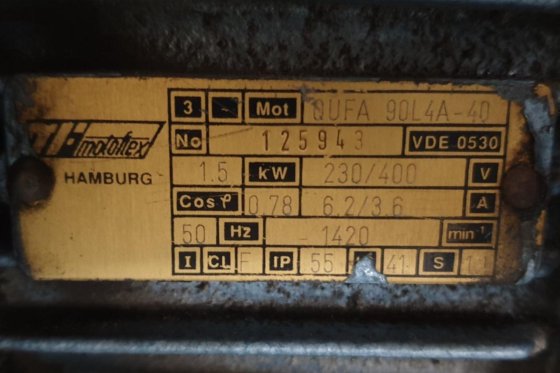 motoflex
HAMBURG
3 ~ Mot QUFA 90L4A-40
No 125943 VDE 0530
1.5 kW 230/400 V
Cos φ 0,78 6.2/3.6 A
50 Hz 1420 min-1
I CL F IP 55 41 S